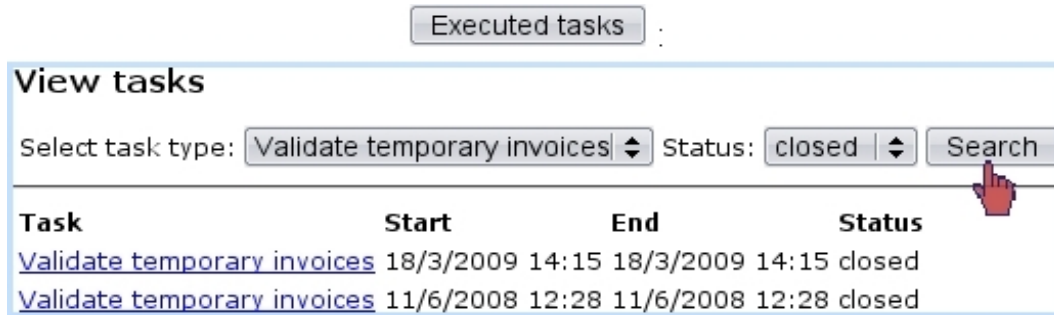 Executed tasks :
View tasks
Select task type: Validate temporary invoices Status: closed Search
Task Start End Status
Validate temporary invoices 18/3/2009 14:15 18/3/2009 14:15 closed
Validate temporary invoices 11/6/2008 12:28 11/6/2008 12:28 closed